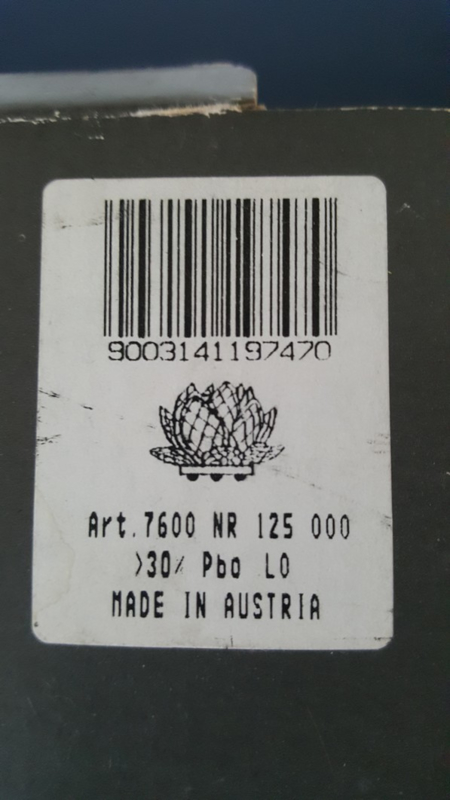 9003141197470
Art.7600 NR 125 000
>30% Pbo LO
MADE IN AUSTRIA